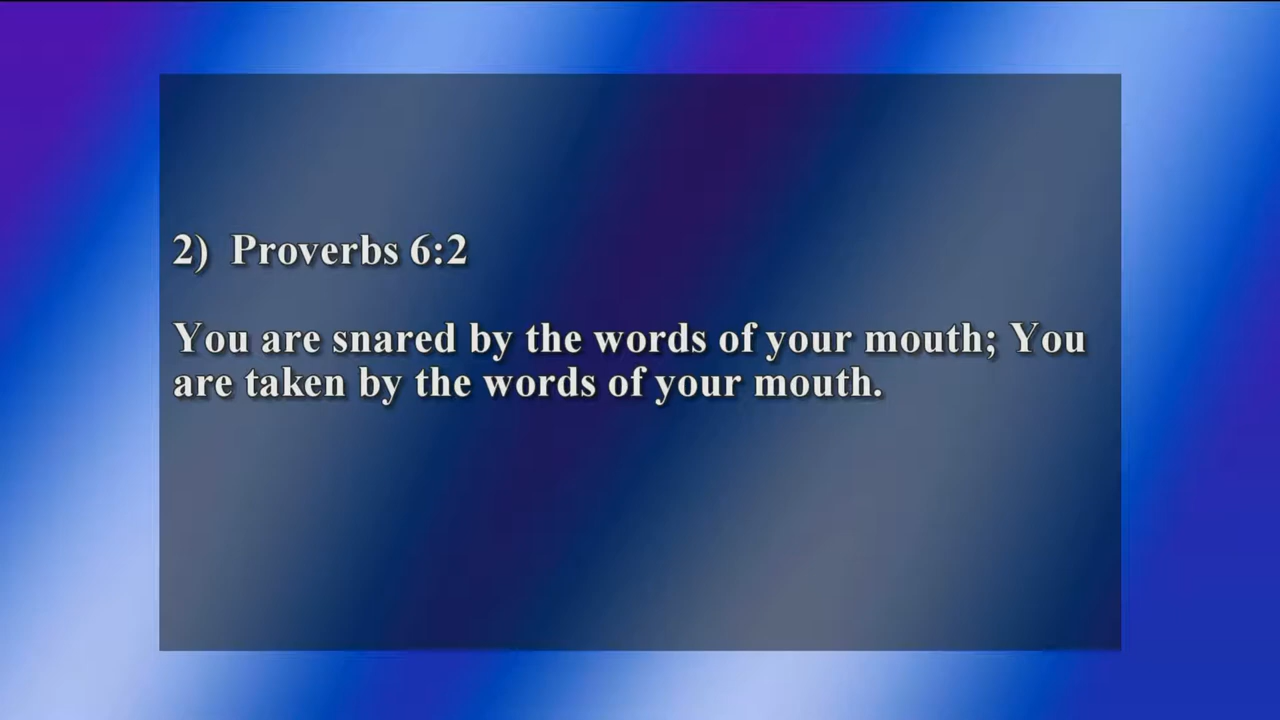 2) Proverbs 6:2
You are snared by the words of your mouth; You
are taken by the words of your mouth.